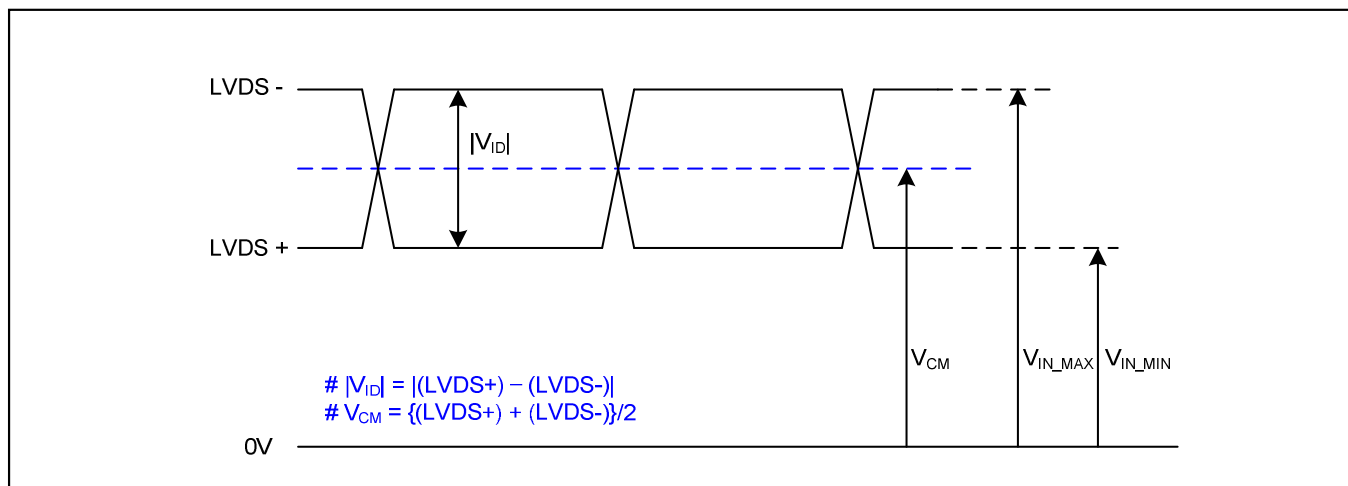 LVDS -
|VID|
LVDS +
VCM
VIN_MAX
VIN_MIN
# |VID| = |(LVDS+) – (LVDS-)|
# VCM = {(LVDS+) + (LVDS-)}/2
0V